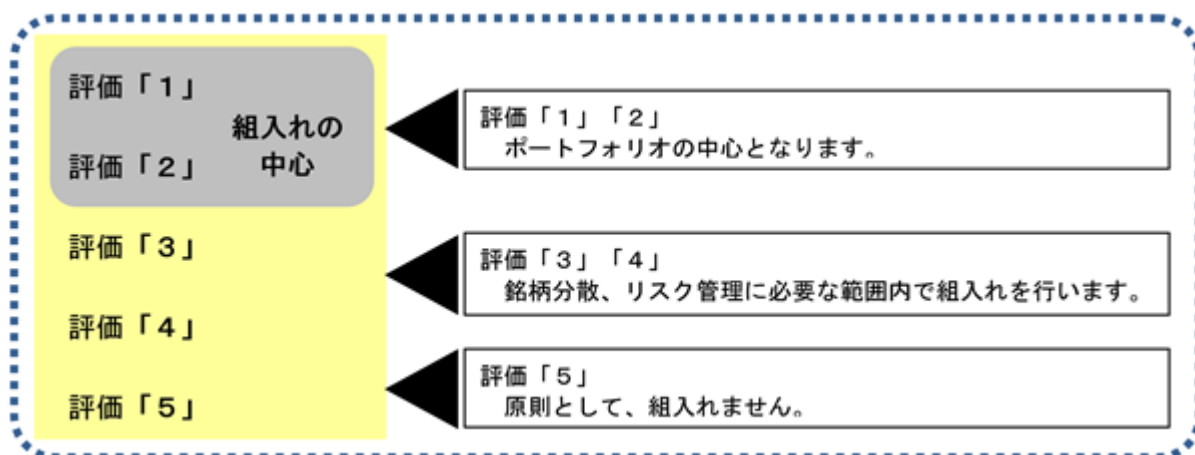 評価「１」
組入れの
中心
評価「２」
評価「３」
評価「４」
評価「５」
評価「１」「２」
ポートフォリオの中心となります。
評価「３」「４」
銘柄分散、リスク管理に必要な範囲内で組入れを行います。
評価「５」
原則として、組入れません。